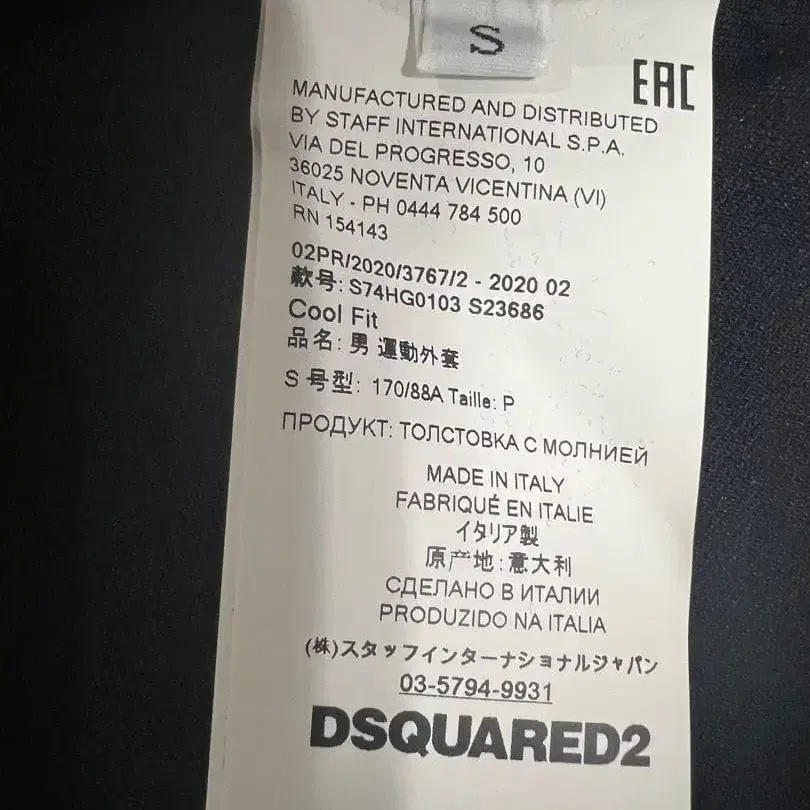 S
EAC
MANUFACTURED AND DISTRIBUTED
BY STAFF INTERNATIONAL S.P.A.
VIA DEL PROGRESSO, 10
36025 NOVENTA VICENTINA (VI)
ITALY - PH 0444 784 500
RN 154143
02PR/2020/3767/2 - 2020 02
款号: S74HG0103 S23686
Cool Fit
品名: 男 運動外套
S 号型: 170/88A Taille: P
ПРОДУКТ: ТОЛСТОВКА С МОЛНИЕЙ
MADE IN ITALY
FABRIQUÉ EN ITALIE
イタリア製
原产地:意大利
СДЕЛАНО В ИТАЛИИ
PRODUZIDO NA ITALIA
(株)スタッフインターナショナルジャパン
03-5794-9931
DSQUARED2